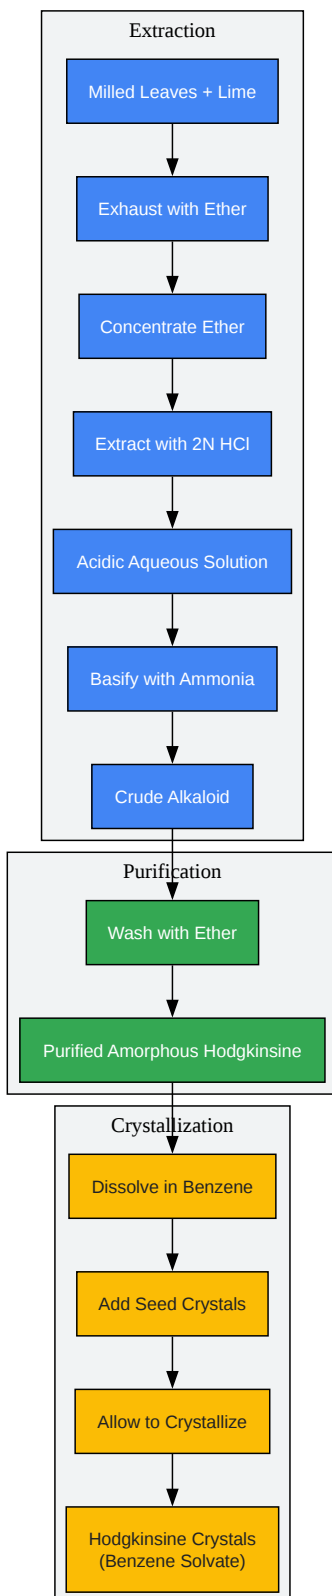 Extraction
Milled Leaves + Lime
Exhaust with Ether
Concentrate Ether
Extract with 2N HCl
Acidic Aqueous Solution
Basify with Ammonia
Crude Alkaloid
Purification
Wash with Ether
Purified Amorphous Hodgkinsine
Crystallization
Dissolve in Benzene
Add Seed Crystals
Allow to Crystallize
Hodgkinsine Crystals
(Benzene Solvate)